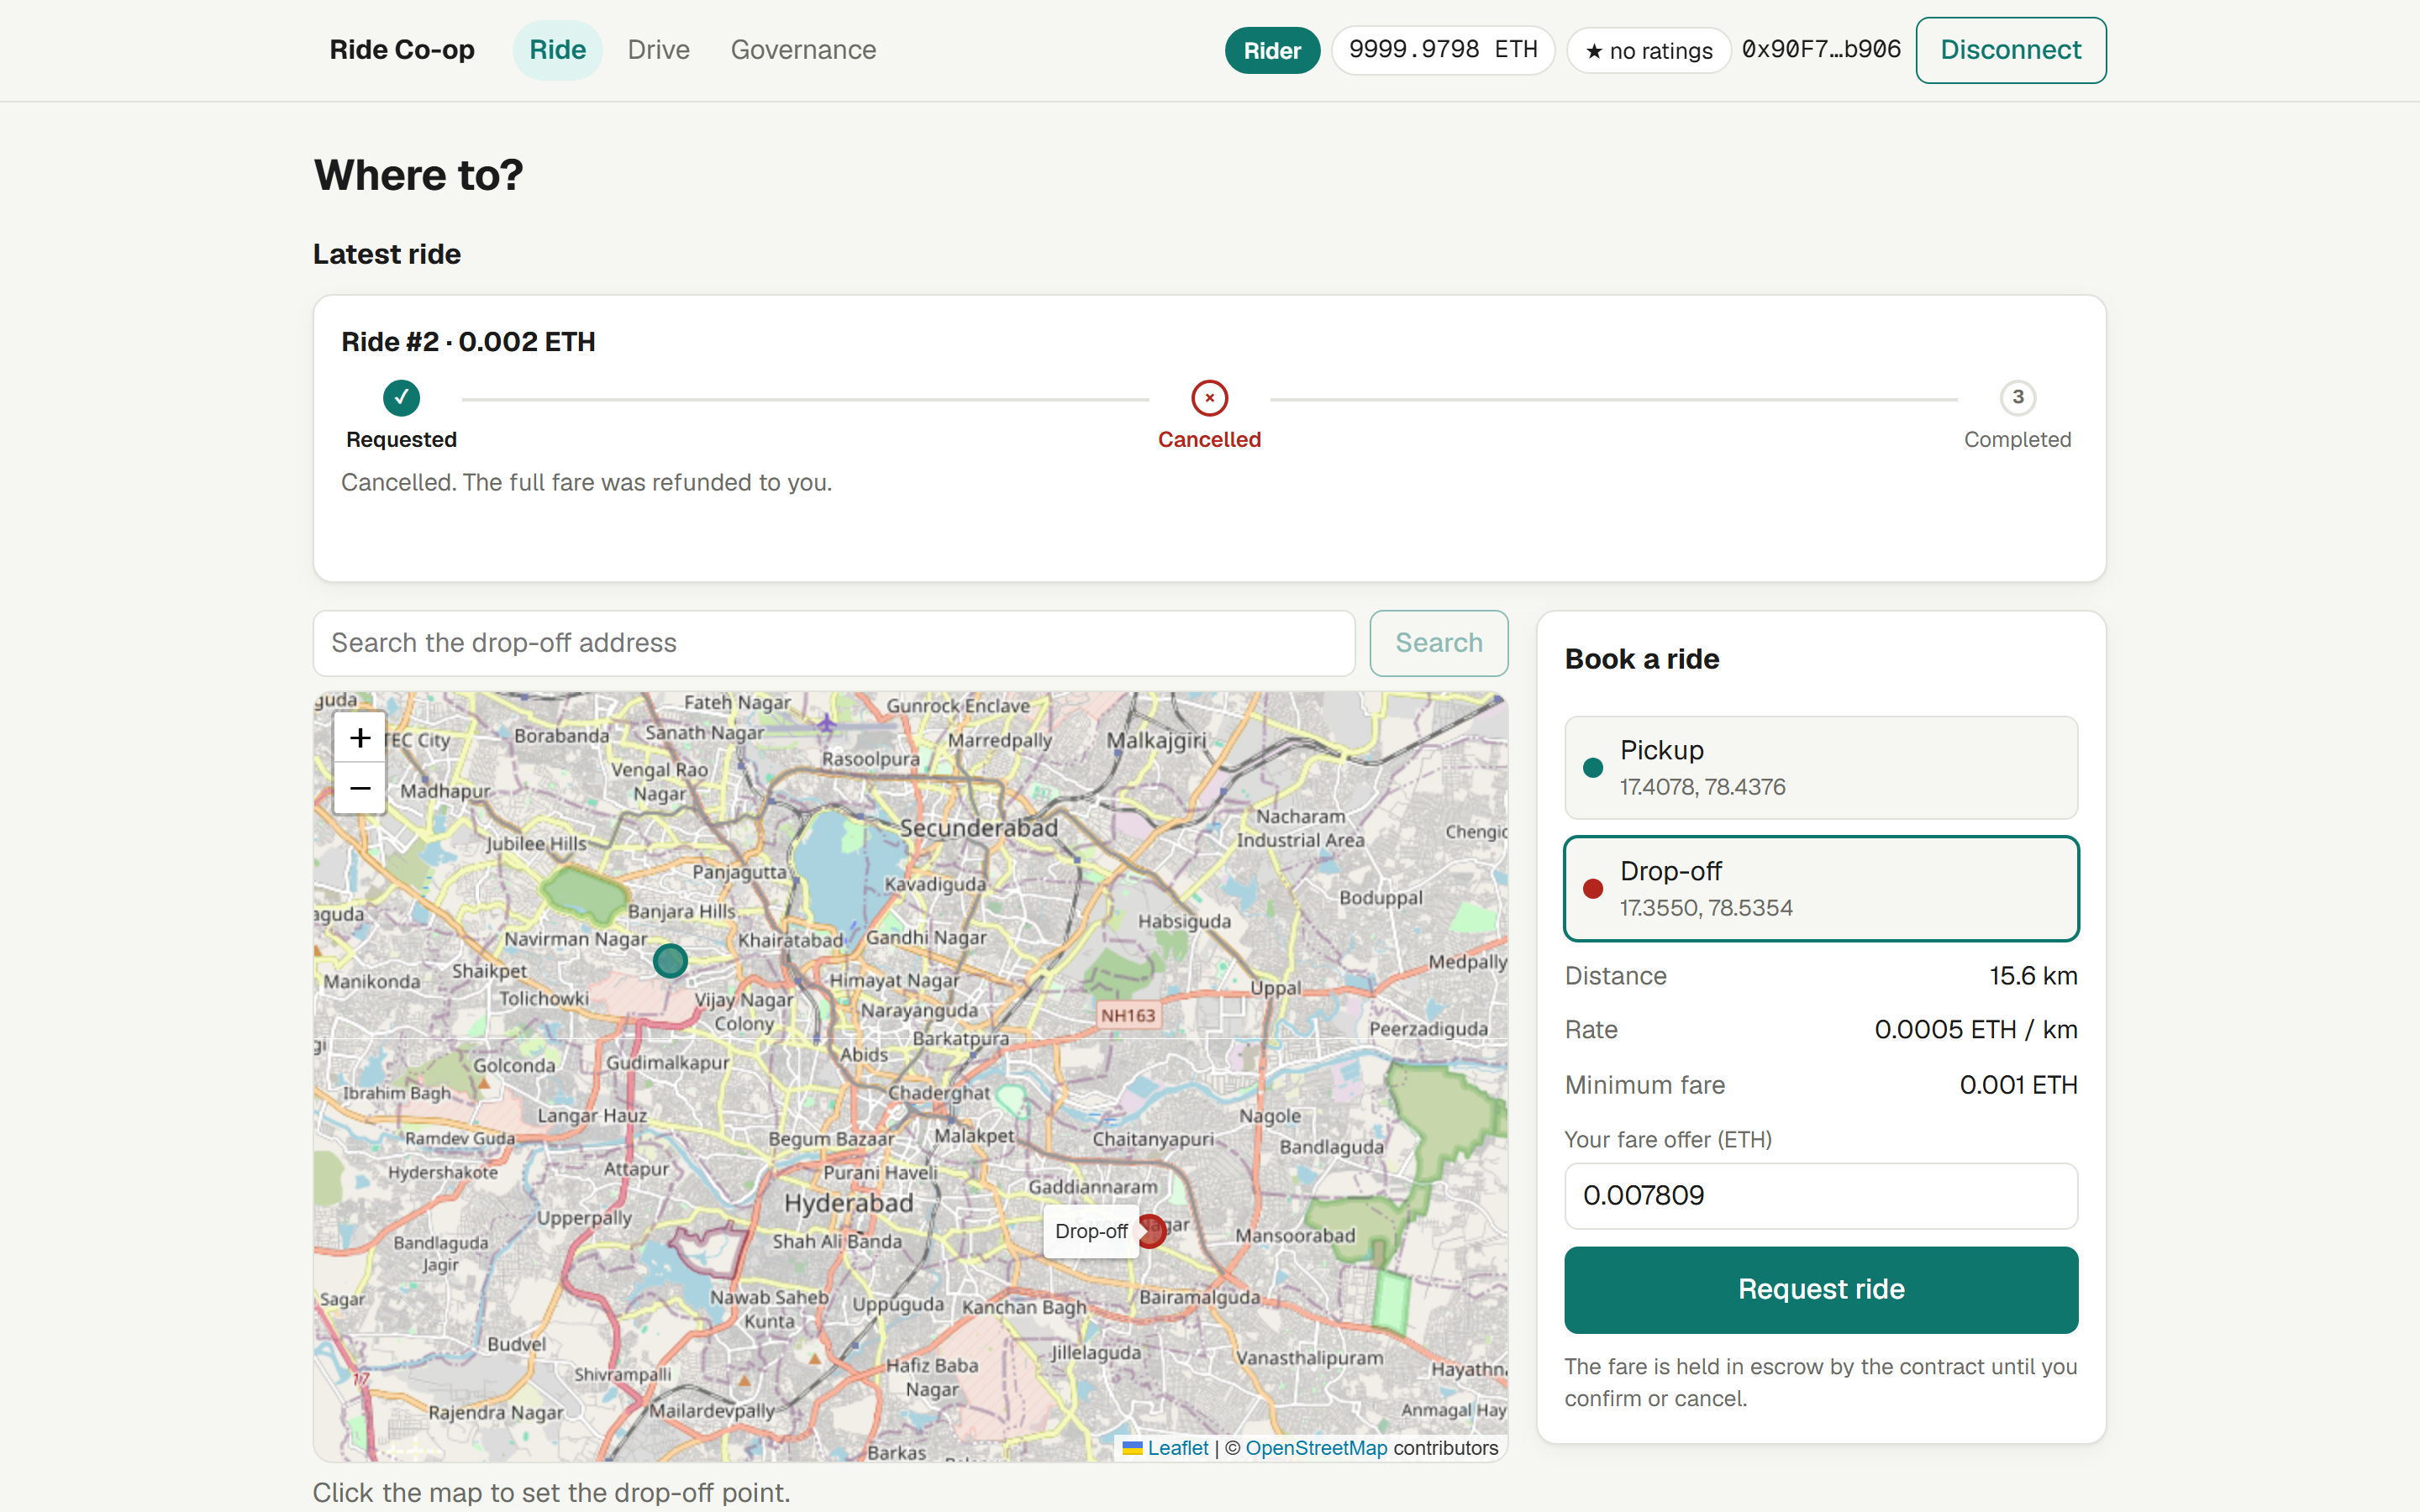 Ride Co-op
Ride
Drive
Governance
Rider
9999.9798 ETH
★ no ratings
0x90F7…b906
Disconnect
Where to?
Latest ride
Ride #2 · 0.002 ETH
✓
×
3
Requested
Cancelled
Completed
Cancelled. The full fare was refunded to you.
Search the drop-off address
Search
+
−
guda
Fateh Nagar
Gunrock Enclave
TEC City
Borabanda
Sanath Nagar
Marredpally
Malkajgiri
Rasoolpura
Vengal Rao
Nagar
Madhapur
Secunderabad
Nacharam
Industrial Area
Jubilee Hills
Panjagutta
Kavadiguda
Boduppal
aguda
Banjara Hills
Habsiguda
Navirman Nagar
Khairatabad
Gandhi Nagar
Medpally
Manikonda
Shaikpet
Himayat Nagar
Tolichowki
Vijay Nagar
Colony
Uppal
Narayanguda
NH163
Peerzadiguda
Barkatpura
Abids
Golconda
Gudimalkapur
Ibrahim Bagh
Chaderghat
Langar Hauz
Nagole
Ramdev Guda
Begum Bazaar
Malakpet
Chaitanyapuri
Bandlaguda
Hydershakote
Attapur
Purani Haveli
Gaddiannaram
Hyderabad
Upperpally
Drop-off
agar
Mansoorabad
Bandlaguda
Jagir
Shah Ali Banda
Sagar
Nawab Saheb
Kunta
Uppuguda
Kanchan Bagh
Bairamalguda
Budvel
Jillelaguda
Vanasthalipuram
Shivrampalli
Hafiz Baba
Nagar
17
Rajendra Nagar
Mailardevpally
Anmagal Hay
Barkas
Leaflet | © OpenStreetMap contributors
Click the map to set the drop-off point.
Book a ride
Pickup
17.4078, 78.4376
Drop-off
17.3550, 78.5354
Distance
15.6 km
Rate
0.0005 ETH / km
Minimum fare
0.001 ETH
Your fare offer (ETH)
0.007809
Request ride
The fare is held in escrow by the contract until you
confirm or cancel.